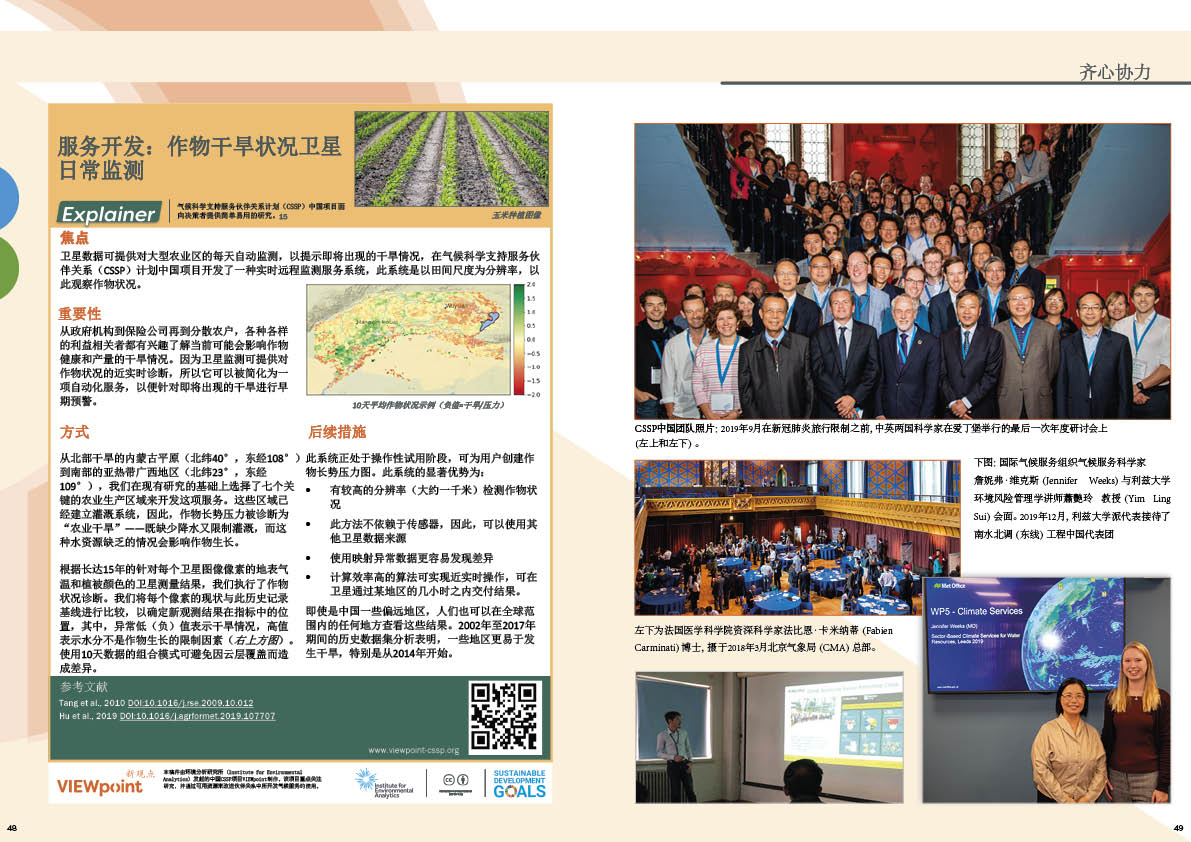 服务开发：作物干旱状况卫星
日常监测
Explainer
气候科学支持服务伙伴关系计划（CSSP）中国项目面
向决策者提供简单易用的研究。15
玉米种植图像
焦点
卫星数据可提供对大型农业区的每天自动监测，以提示即将出现的干旱情况，在气候科学支持服务伙
伴关系（CSSP）计划中国项目开发了一种实时远程监测服务系统，此系统是以田间尺度为分辨率，以
此观察作物状况。
重要性
从政府机构到保险公司再到分散农户，各种各样
的利益相关者都有兴趣了解当前可能会影响作物
健康和产量的干旱情况。因为卫星监测可提供对
作物状况的近实时诊断，所以它可以被简化为一
项自动化服务，以便针对即将出现的干旱进行早
期预警。
2.0
1.5
1.0
0.5
0.0
−0.5
−1.0
−1.5
−2.0
10天平均作物状况示例（负值=干旱/压力）
方式
从北部干旱的内蒙古平原（北纬40°，东经108°）
到南部的亚热带广西地区（北纬23°，东经
109°），我们在现有研究的基础上选择了七个关
键的农业生产区域来开发这项服务。这些区域已
经建立灌溉系统，因此，作物长势压力被诊断为
“农业干旱”——既缺少降水又限制灌溉，而这
种水资源缺乏的情况会影响作物生长。
根据长达15年的针对每个卫星图像像素的地表气
温和植被颜色的卫星测量结果，我们执行了作物
状况诊断。我们将每个像素的现状与此历史记录
基线进行比较，以确定新观测结果在指标中的位
置，其中，异常低（负）值表示干旱情况，高值
表示水分不是作物生长的限制因素（右上方图）。
使用10天数据的组合模式可避免因云层覆盖而造
成差异。
后续措施
此系统正处于操作性试用阶段，可为用户创建作
物长势压力图。此系统的显著优势为：
• 有较高的分辨率（大约一千米）检测作物状
况
• 此方法不依赖于传感器，因此，可以使用其
他卫星数据来源
• 使用映射异常数据更容易发现差异
• 计算效率高的算法可实现近实时操作，可在
卫星通过某地区的几小时之内交付结果。
即使是中国一些偏远地区，人们也可以在全球范
围内的任何地方查看这些结果。2002年至2017年
期间的历史数据集分析表明，一些地区更易于发
生干旱，特别是从2014年开始。
参考文献
Tang et al., 2010 DOI:10.1016/j.rse.2009.10.012
Hu et al., 2019 DOI:10.1016/j.agrformet.2019.107707
www.viewpoint-cssp.org
新观点
VIEWpoint
本稿件由环境分析研究所（Institute for Environmental
Analytics）发起的中国CSSP项目VIEWpoint制作，该项目重点关注
研究，并通过可用资源来改进伙伴关系中所开发气候服务的使用。
Institute for
Environmental
Analytics
SUSTAINABLE
DEVELOPMENT
GOALS
48
齐心协力
CSSP中国团队照片：2019年9月在新冠肺炎旅行限制之前，中英两国科学家在爱丁堡举行的最后一次年度研讨会上
(左上和左下) 。
下图：国际气候服务组织气候服务科学家
詹妮弗·维克斯 (Jennifer Weeks) 与利兹大学
环境风险管理学讲师蕭艷玲 教授 (Yim Ling
Sui) 会面。2019年12月，利兹大学派代表接待了
南水北调 (东线) 工程中国代表团
左下为法国医学科学院资深科学家法比恩·卡米纳蒂 (Fabien
Carminati) 博士，摄于2018年3月北京气象局 (CMA) 总部。
Met Office
WP5 - Climate Services
Jennifer Weeks (MO)
Sector-Based Climate Services for Water
Resources, Leeds 2019
49